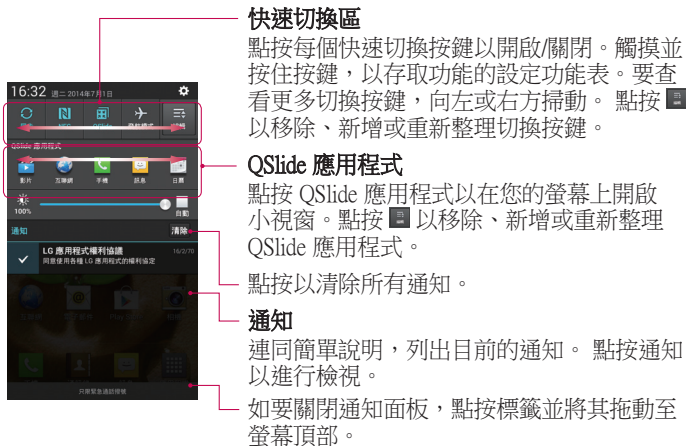 快速切換區
點按每個快速切換按鍵以開啟/關閉。觸摸並
按住按鍵，以存取功能的設定功能表。要查
看更多切換按鍵，向左或右方掃動。 點按
以移除、新增或重新整理切換按鍵。
QSlide 應用程式
點按 QSlide 應用程式以在您的螢幕上開啟
小視窗。點按 以移除、新增或重新整理
QSlide 應用程式。
點按以清除所有通知。
通知
連同簡單說明，列出目前的通知。 點按通知
以進行檢視。
如要關閉通知面板，點按標籤並將其拖動至
螢幕頂部。
16:32 週二 2014年7月1日
QSlide 應用程式
影片 互聯網 手機 訊息 日曆
100% 自動
通知 清除
LG 應用程式權利協議 16/2/70
同意使用各種 LG 應用程式的權利協定
只限緊急通話